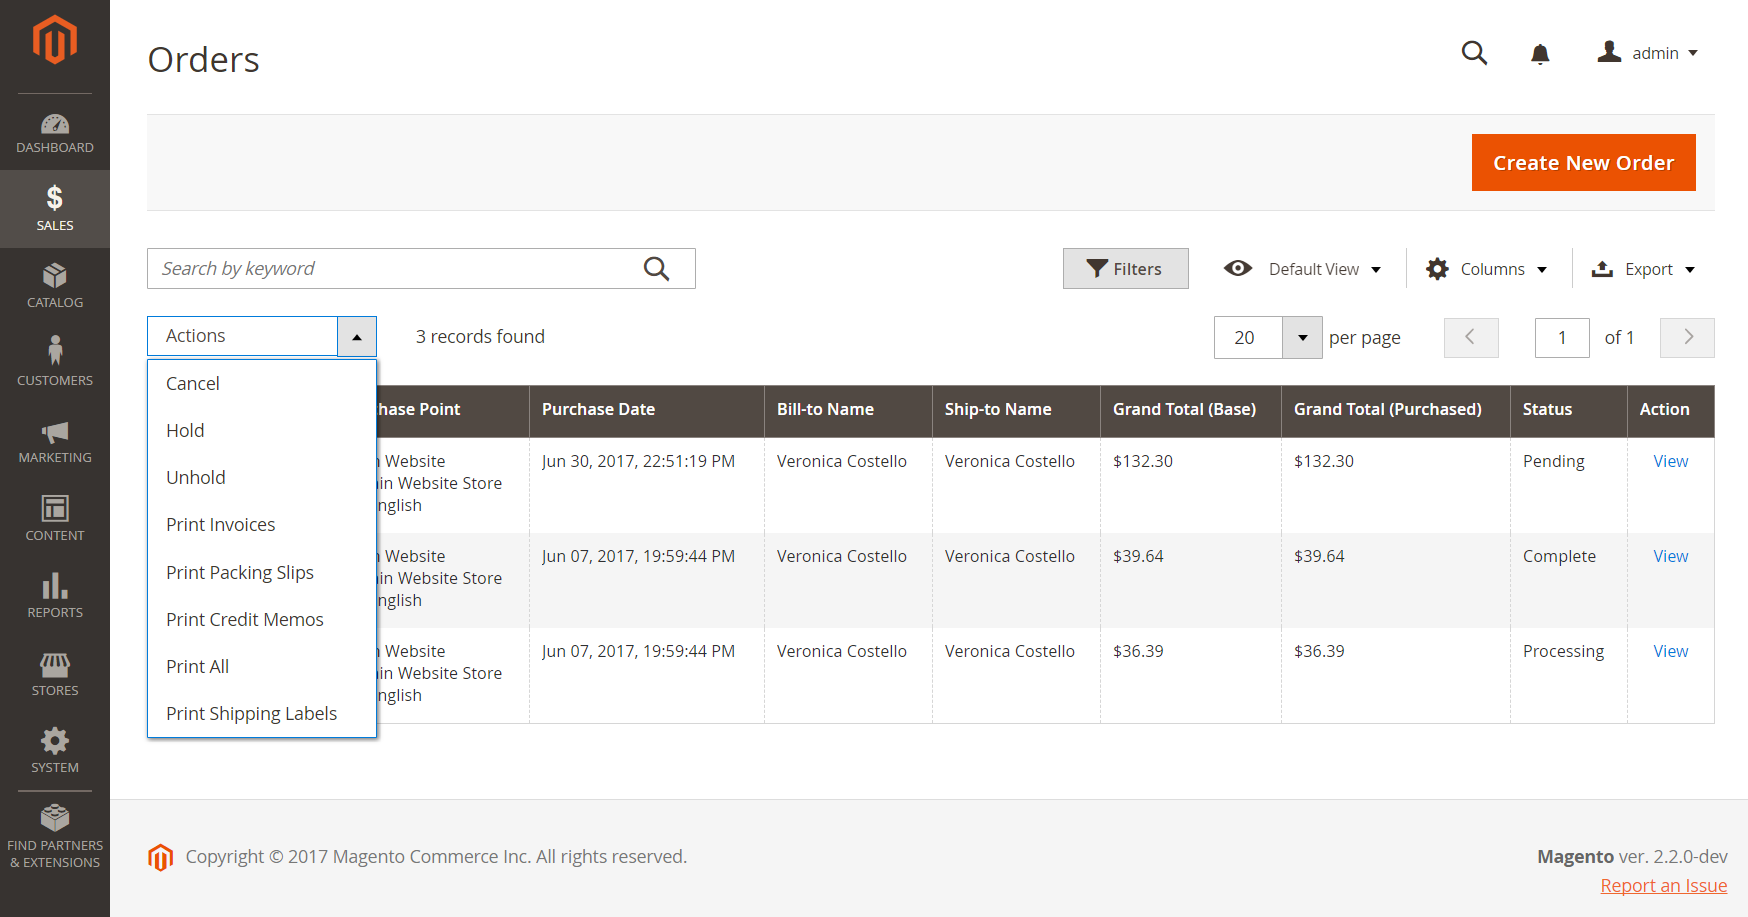 Orders
admin
DASHBOARD
SALES
CATALOG
CUSTOMERS
MARKETING
CONTENT
REPORTS
STORES
SYSTEM
FIND PARTNERS
& EXTENSIONS
Create New Order
Search by keyword
Filters
Default View
Columns
Export
Actions
3 records found
20
per page
1
of 1
Cancel
Hold
Unhold
Print Invoices
Print Packing Slips
Print Credit Memos
Print All
Print Shipping Labels
hase Point Purchase Date Bill-to Name Ship-to Name Grand Total (Base) Grand Total (Purchased) Status Action
Website Jun 30, 2017, 22:51:19 PM Veronica Costello Veronica Costello $132.30 $132.30 Pending View
in Website Store
nglish
Website Jun 07, 2017, 19:59:44 PM Veronica Costello Veronica Costello $39.64 $39.64 Complete View
in Website Store
nglish
Website Jun 07, 2017, 19:59:44 PM Veronica Costello Veronica Costello $36.39 $36.39 Processing View
in Website Store
nglish
Copyright © 2017 Magento Commerce Inc. All rights reserved.
Magento ver. 2.2.0-dev
Report an Issue